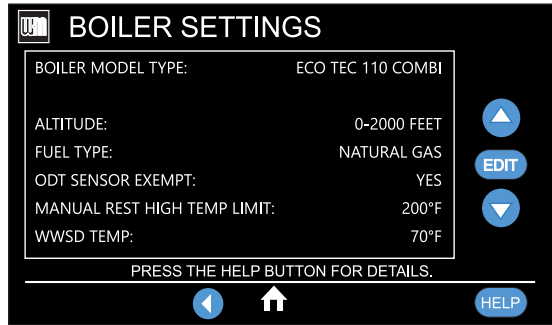 WM BOILER SETTINGS
BOILER MODEL TYPE: ECO TEC 110 COMBI
ALTITUDE: 0-2000 FEET
FUEL TYPE: NATURAL GAS
ODT SENSOR EXEMPT: YES
MANUAL REST HIGH TEMP LIMIT: 200°F
WWSD TEMP: 70°F
EDIT
PRESS THE HELP BUTTON FOR DETAILS.
HELP